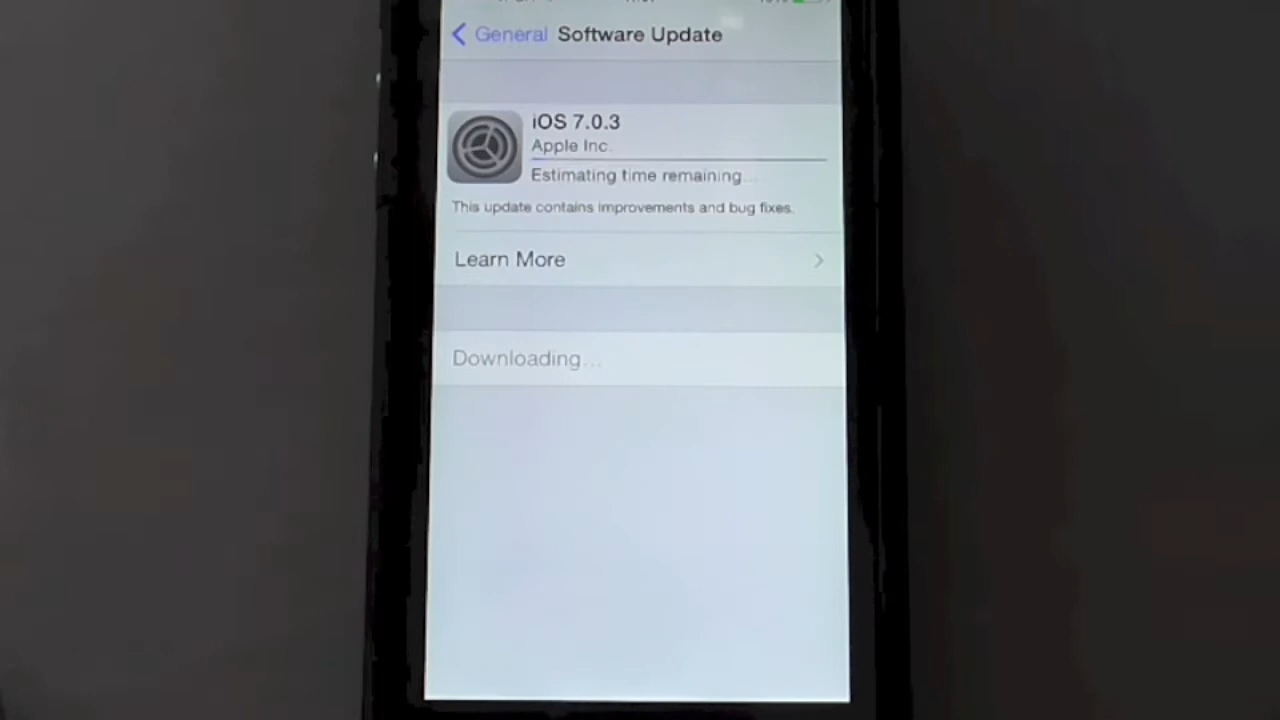 General Software Update
iOS 7.0.3
Apple Inc.
Estimating time remaining...
This update contains improvements and bug fixes.
Learn More
Downloading...